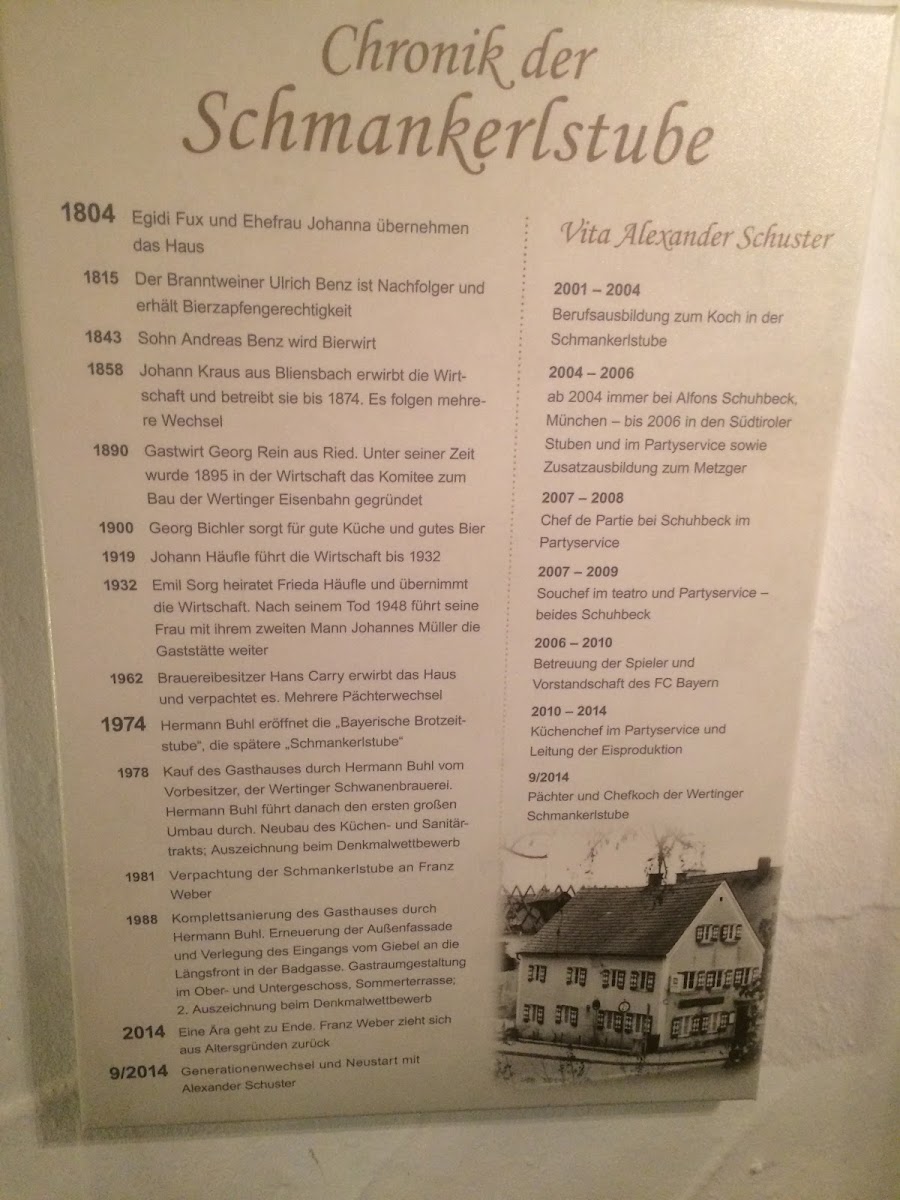 Chronik der
Schmankerlstube
1804 Egidi Fux und Ehefrau Johanna übernehmen
das Haus
1815 Der Branntweiner Ulrich Benz ist Nachfolger und
erhält Bierzapfengerechtigkeit
1843 Sohn Andreas Benz wird Bierwirt
1858 Johann Kraus aus Bliensbach erwirbt die Wirt-
schaft und betreibt sie bis 1874. Es folgen mehre-
re Wechsel
1890 Gastwirt Georg Rein aus Ried. Unter seiner Zeit
wurde 1895 in der Wirtschaft das Komitee zum
Bau der Wertinger Eisenbahn gegründet
1900 Georg Bichler sorgt für gute Küche und gutes Bier
1919 Johann Häufle führt die Wirtschaft bis 1932
1932 Emil Sorg heiratet Frieda Häufle und übernimmt
die Wirtschaft. Nach seinem Tod 1948 führt seine
Frau mit ihrem zweiten Mann Johannes Müller die
Gaststätte weiter
1962 Brauereibesitzer Hans Carry erwirbt das Haus
und verpachtet es. Mehrere Pächterwechsel
1974 Hermann Buhl eröffnet die „Bayerische Brotzeit-
stube“, die spätere „Schmankerlstube“
1978 Kauf des Gasthauses durch Hermann Buhl vom
Vorbesitzer, der Wertinger Schwanenbrauerei.
Hermann Buhl führt danach den ersten großen
Umbau durch. Neubau des Küchen- und Sanitär-
trakts; Auszeichnung beim Denkmalwettbewerb
1981 Verpachtung der Schmankerlstube an Franz
Weber
1988 Komplettsanierung des Gasthauses durch
Hermann Buhl. Erneuerung der Außenfassade
und Verlegung des Eingangs vom Giebel an die
Längsfront in der Badgasse. Gastraumgestaltung
im Ober- und Untergeschoss, Sommerterrasse;
2. Auszeichnung beim Denkmalwettbewerb
2014 Eine Ära geht zu Ende. Franz Weber zieht sich
aus Altersgründen zurück
9/2014 Generationenwechsel und Neustart mit
Alexander Schuster
Vita Alexander Schuster
2001 – 2004
Berufsausbildung zum Koch in der
Schmankerlstube
2004 – 2006
ab 2004 immer bei Alfons Schuhbeck,
München – bis 2006 in den Südtiroler
Stuben und im Partyservice sowie
Zusatzausbildung zum Metzger
2007 – 2008
Chef de Partie bei Schuhbeck im
Partyservice
2007 – 2009
Souchef im teatro und Partyservice –
beides Schuhbeck
2006 – 2010
Betreuung der Spieler und
Vorstandschaft des FC Bayern
2010 – 2014
Küchenchef im Partyservice und
Leitung der Eisproduktion
9/2014
Pächter und Chefkoch der Wertinger
Schmankerlstube